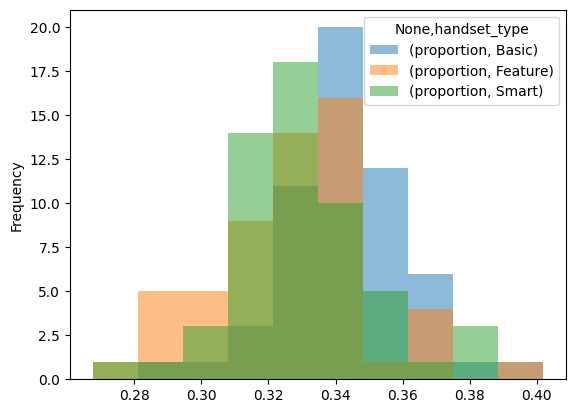 None,handset_type
(proportion, Basic)
(proportion, Feature)
(proportion, Smart)
Frequency
20.0
17.5
15.0
12.5
10.0
7.5
5.0
2.5
0.0
0.28 0.30 0.32 0.34 0.36 0.38 0.40